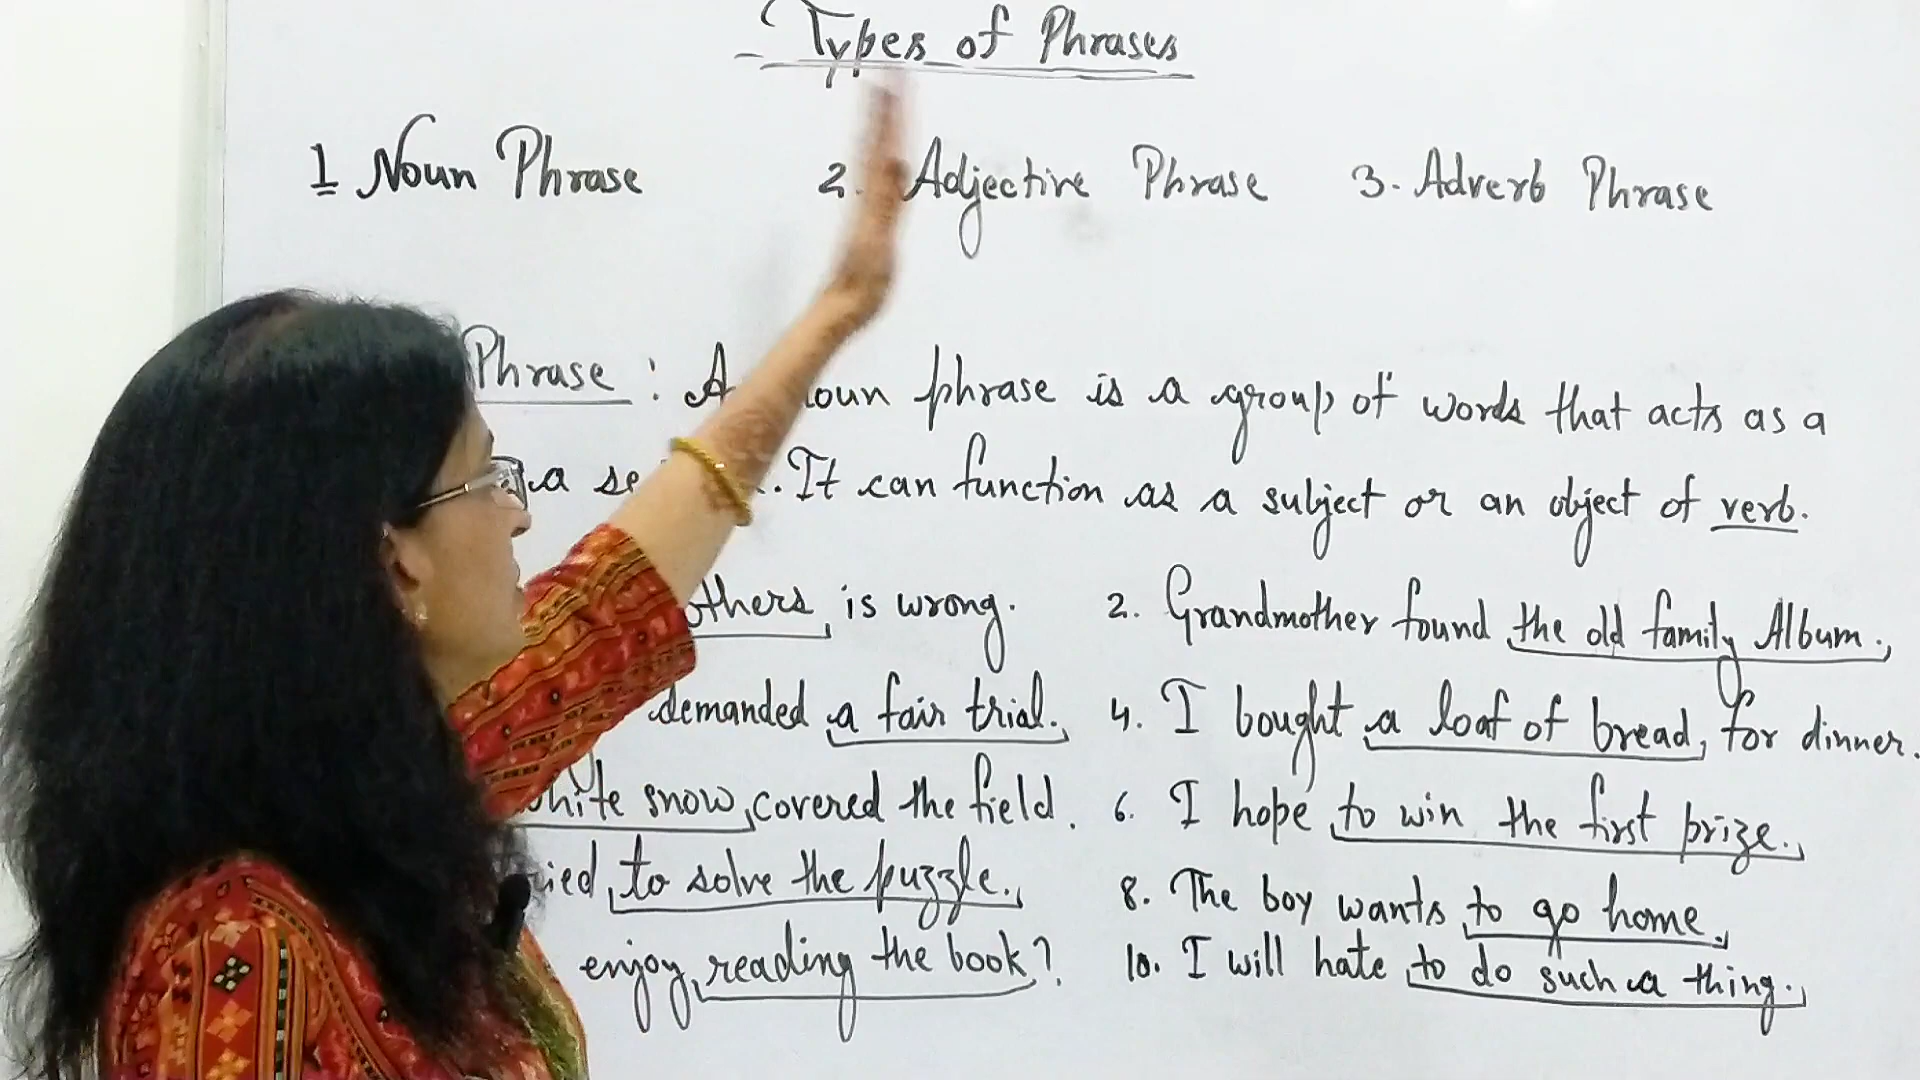 Types of Phrases
1 Noun Phrase 2. Adjective Phrase 3. Adverb Phrase
Phrase : A phrase is a group of words that acts as a
a It can function as a subject or an object of verb.
is wrong. 2. Grandmother found the old family Album.
demanded a fair trial. 4. I bought a loaf of bread for dinner.
snow covered the field. 6. I hope to win the first prize.
to solve the puzzle. 8. The boy wants to go home.
enjoy reading the book? 10. I will hate to do such a thing.